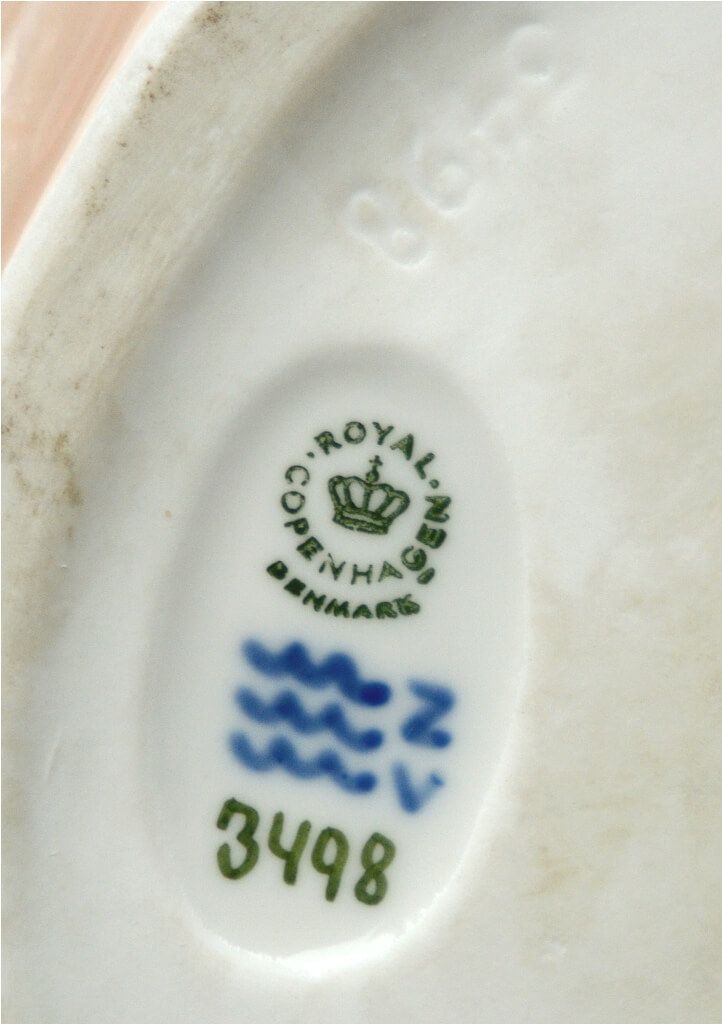 ROYAL
COPENHAGEN
DENMARK
Z
V
3498